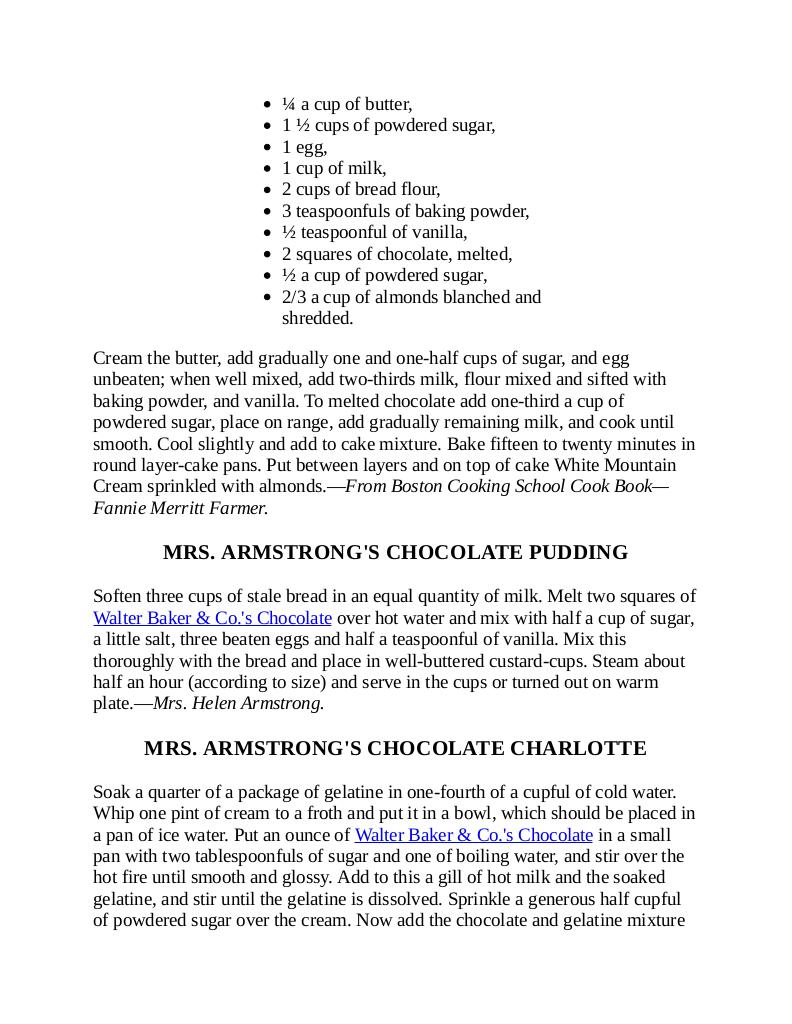 • ¼ a cup of butter,
• 1 ½ cups of powdered sugar,
• 1 egg,
• 1 cup of milk,
• 2 cups of bread flour,
• 3 teaspoonfuls of baking powder,
• ½ teaspoonful of vanilla,
• 2 squares of chocolate, melted,
• ½ a cup of powdered sugar,
• 2/3 a cup of almonds blanched and
shredded.
Cream the butter, add gradually one and one-half cups of sugar, and egg
unbeaten; when well mixed, add two-thirds milk, flour mixed and sifted with
baking powder, and vanilla. To melted chocolate add one-third a cup of
powdered sugar, place on range, add gradually remaining milk, and cook until
smooth. Cool slightly and add to cake mixture. Bake fifteen to twenty minutes in
round layer-cake pans. Put between layers and on top of cake White Mountain
Cream sprinkled with almonds.—From Boston Cooking School Cook Book—
Fannie Merritt Farmer.
MRS. ARMSTRONG'S CHOCOLATE PUDDING
Soften three cups of stale bread in an equal quantity of milk. Melt two squares of
Walter Baker & Co.'s Chocolate over hot water and mix with half a cup of sugar,
a little salt, three beaten eggs and half a teaspoonful of vanilla. Mix this
thoroughly with the bread and place in well-buttered custard-cups. Steam about
half an hour (according to size) and serve in the cups or turned out on warm
plate.—Mrs. Helen Armstrong.
MRS. ARMSTRONG'S CHOCOLATE CHARLOTTE
Soak a quarter of a package of gelatine in one-fourth of a cupful of cold water.
Whip one pint of cream to a froth and put it in a bowl, which should be placed in
a pan of ice water. Put an ounce of Walter Baker & Co.'s Chocolate in a small
pan with two tablespoonfuls of sugar and one of boiling water, and stir over the
hot fire until smooth and glossy. Add to this a gill of hot milk and the soaked
gelatine, and stir until the gelatine is dissolved. Sprinkle a generous half cupful
of powdered sugar over the cream. Now add the chocolate and gelatine mixture